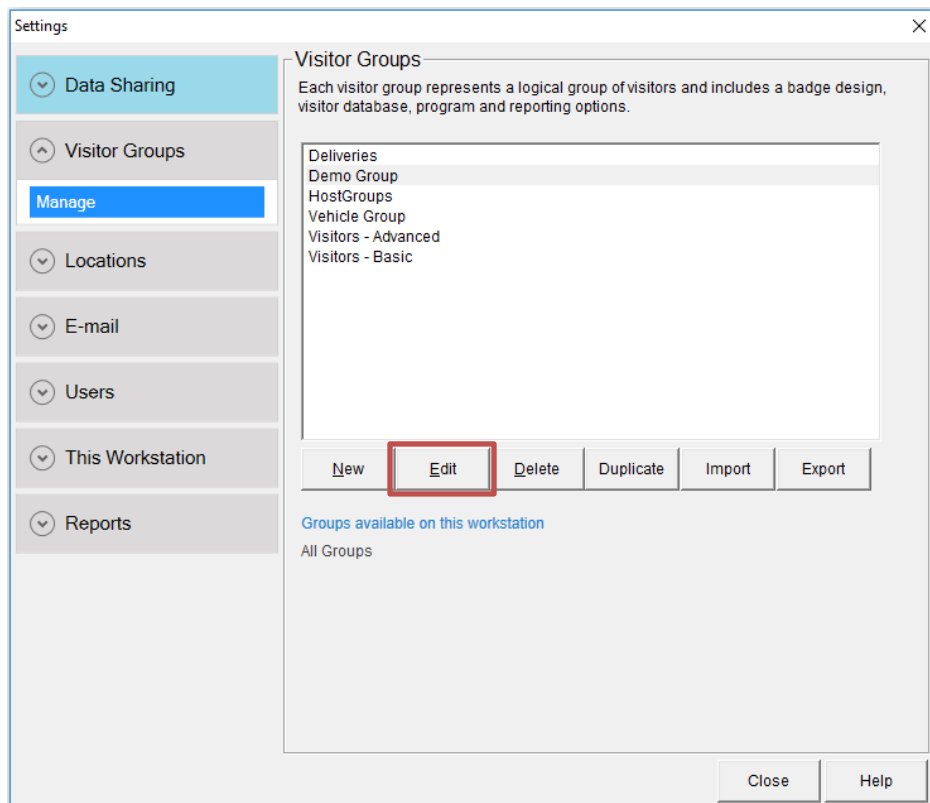 Settings
Data Sharing
Visitor Groups
Manage
Locations
E-mail
Users
This Workstation
Reports
Visitor Groups
Each visitor group represents a logical group of visitors and includes a badge design,
visitor database, program and reporting options.
Deliveries
Demo Group
HostGroups
Vehicle Group
Visitors - Advanced
Visitors - Basic
New Edit Delete Duplicate Import Export
Groups available on this workstation
All Groups
Close Help